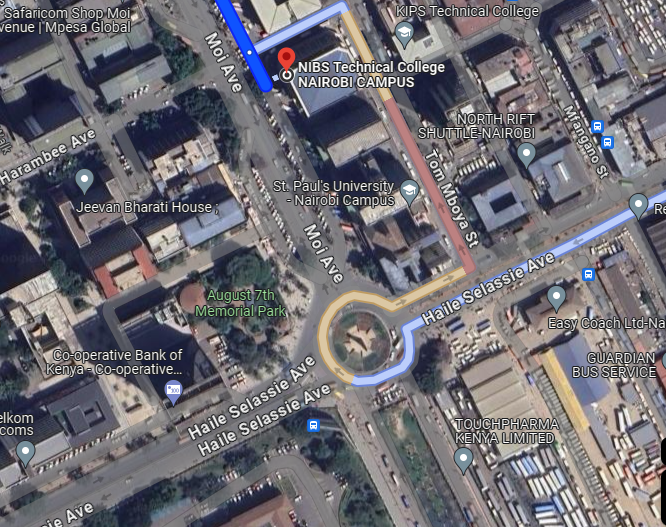 Safaricom Shop Moi
venue | Mpesa Global
KIPS Technical College
Moi Ave
NIBS Technical College
NAIROBI CAMPUS
Harambee Ave
NORTH RIFT
SHUTTLE-NAIROBI
Mfangano St
Tom Mboya St
St. Paul's University
- Nairobi Campus
Jeevan Bharati House ;
Re
Moi Ave
Haile Selassie Ave
August 7th
Memorial Park
Easy Coach Ltd-Na
Co-operative Bank of
Kenya - Co-operative...
GUARDIAN
BUS SERVICE
Haile Selassie Ave
Haile Selassie Ave
elkom
coms
TOUCHPHARMA
KENYA LIMITED
sie Ave